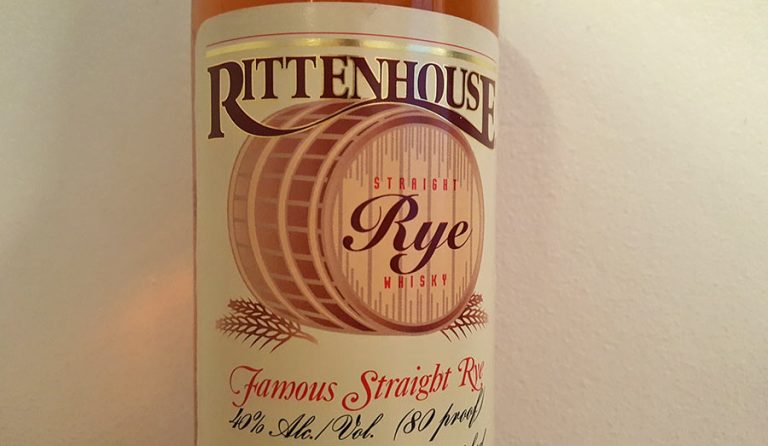 RITTENHOUSE
STRAIGHT
Rye
WHISKY
Famous Straight Rye
40% Alc./Vol. (80 proof)